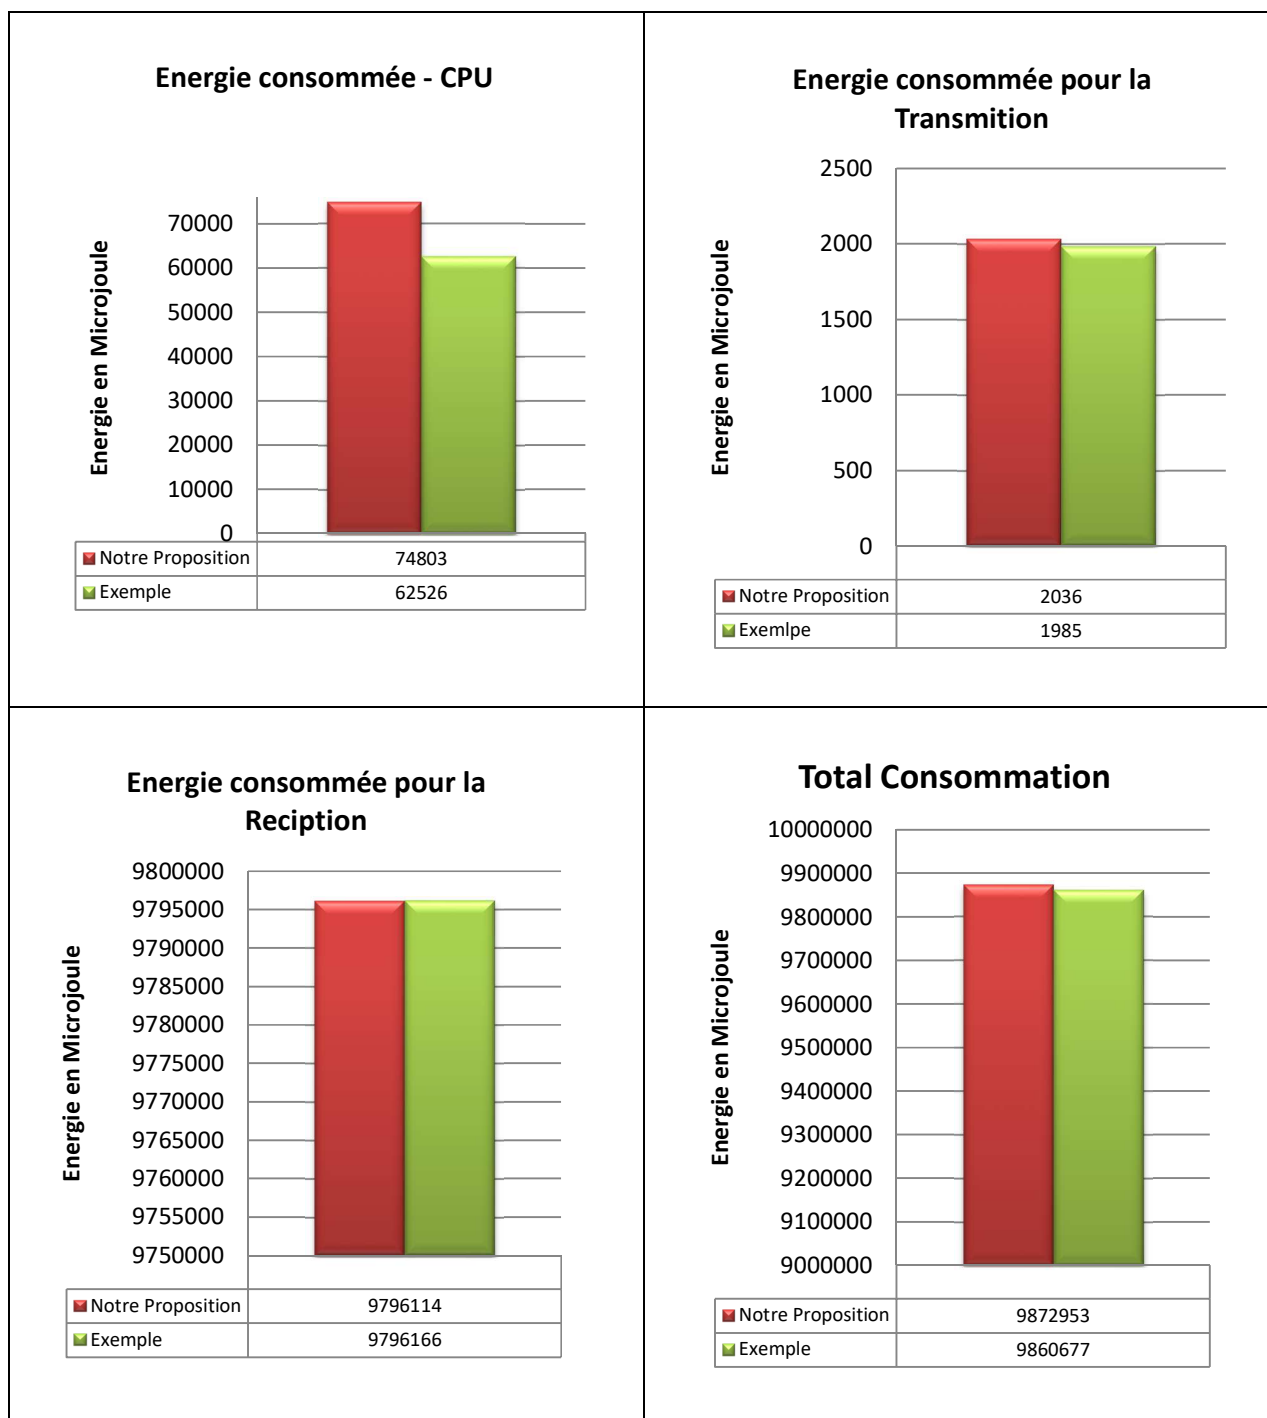 Energie consommée - CPU
Energie en Microjoule
70000
60000
50000
40000
30000
20000
10000
0
Notre Proposition 74803
Exemple 62526
Energie consommée pour la
Transmition
Energie en Microjoule
2500
2000
1500
1000
500
0
Notre Proposition 2036
Exemlpe 1985
Energie consommée pour la
Reciption
Energie en Microjoule
9800000
9795000
9790000
9785000
9780000
9775000
9770000
9765000
9760000
9755000
9750000
Notre Proposition 9796114
Exemple 9796166
Total Consommation
Energie en Microjoule
10000000
9900000
9800000
9700000
9600000
9500000
9400000
9300000
9200000
9100000
9000000
Notre Proposition 9872953
Exemple 9860677